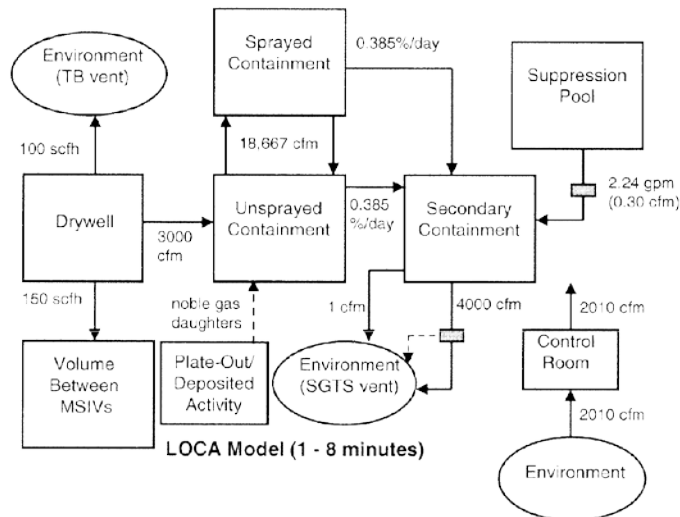 Environment
(TB vent)
Sprayed
Containment
0.385%/day
Suppression
Pool
100 scfh
18,667 cfm
Drywell
3000
cfm
Unsprayed
Containment
0.385
%/day
Secondary
Containment
2.24 gpm
(0.30 cfm)
150 scfh
noble gas
daughters
1 cfm
4000 cfm
2010 cfm
Volume
Between
MSIVs
Plate-Out/
Deposited
Activity
Environment
(SGTS vent)
Control
Room
2010 cfm
LOCA Model (1 - 8 minutes)
Environment